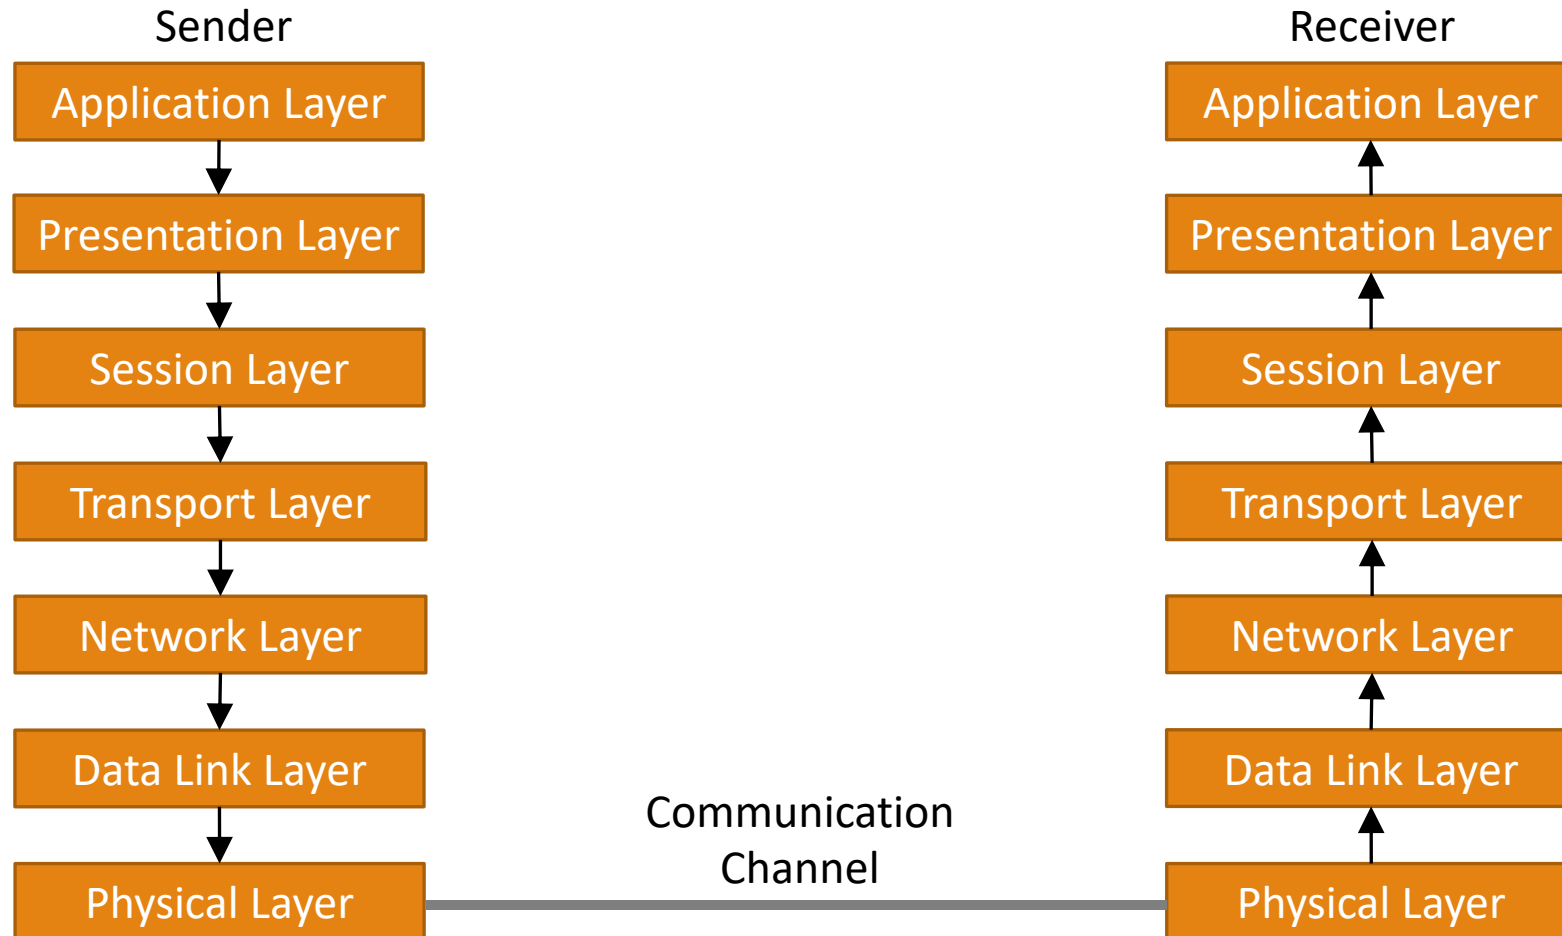 Sender
Receiver
Application Layer
Application Layer
Presentation Layer
Presentation Layer
Session Layer
Session Layer
Transport Layer
Transport Layer
Network Layer
Network Layer
Data Link Layer
Data Link Layer
Communication
Channel
Physical Layer
Physical Layer